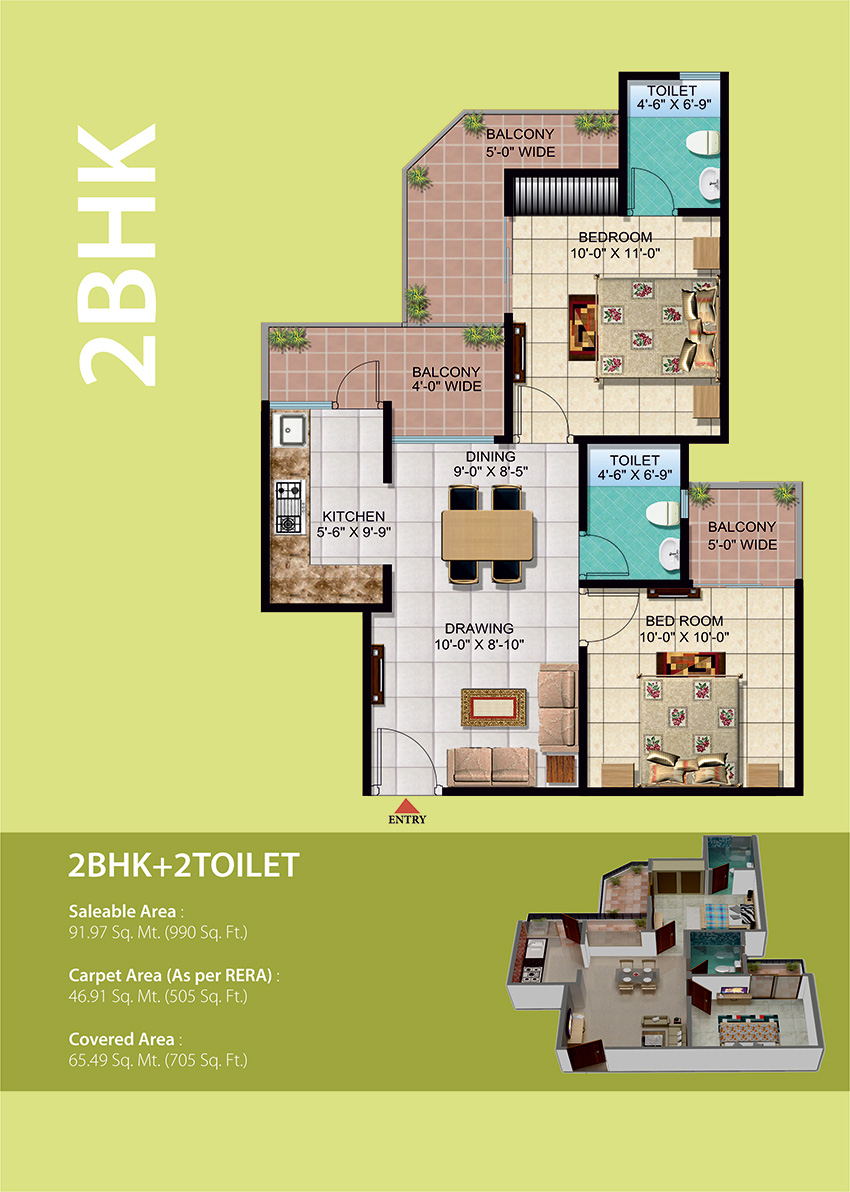 2BHK
TOILET
4'-6" X 6'-9"
BALCONY
5'-0" WIDE
BEDROOM
10'-0" X 11'-0"
BALCONY
4'-0" WIDE
DINING
9'-0" X 8'-5"
TOILET
4'-6" X 6'-9"
KITCHEN
5'-6" X 9'-9"
BALCONY
5'-0" WIDE
DRAWING
10'-0" X 8'-10"
BED ROOM
10'-0" X 10'-0"
ENTRY
2BHK+2TOILET
Saleable Area :
91.97 Sq. Mt. (990 Sq. Ft.)
Carpet Area (As per RERA) :
46.91 Sq. Mt. (505 Sq. Ft.)
Covered Area :
65.49 Sq. Mt. (705 Sq. Ft.)